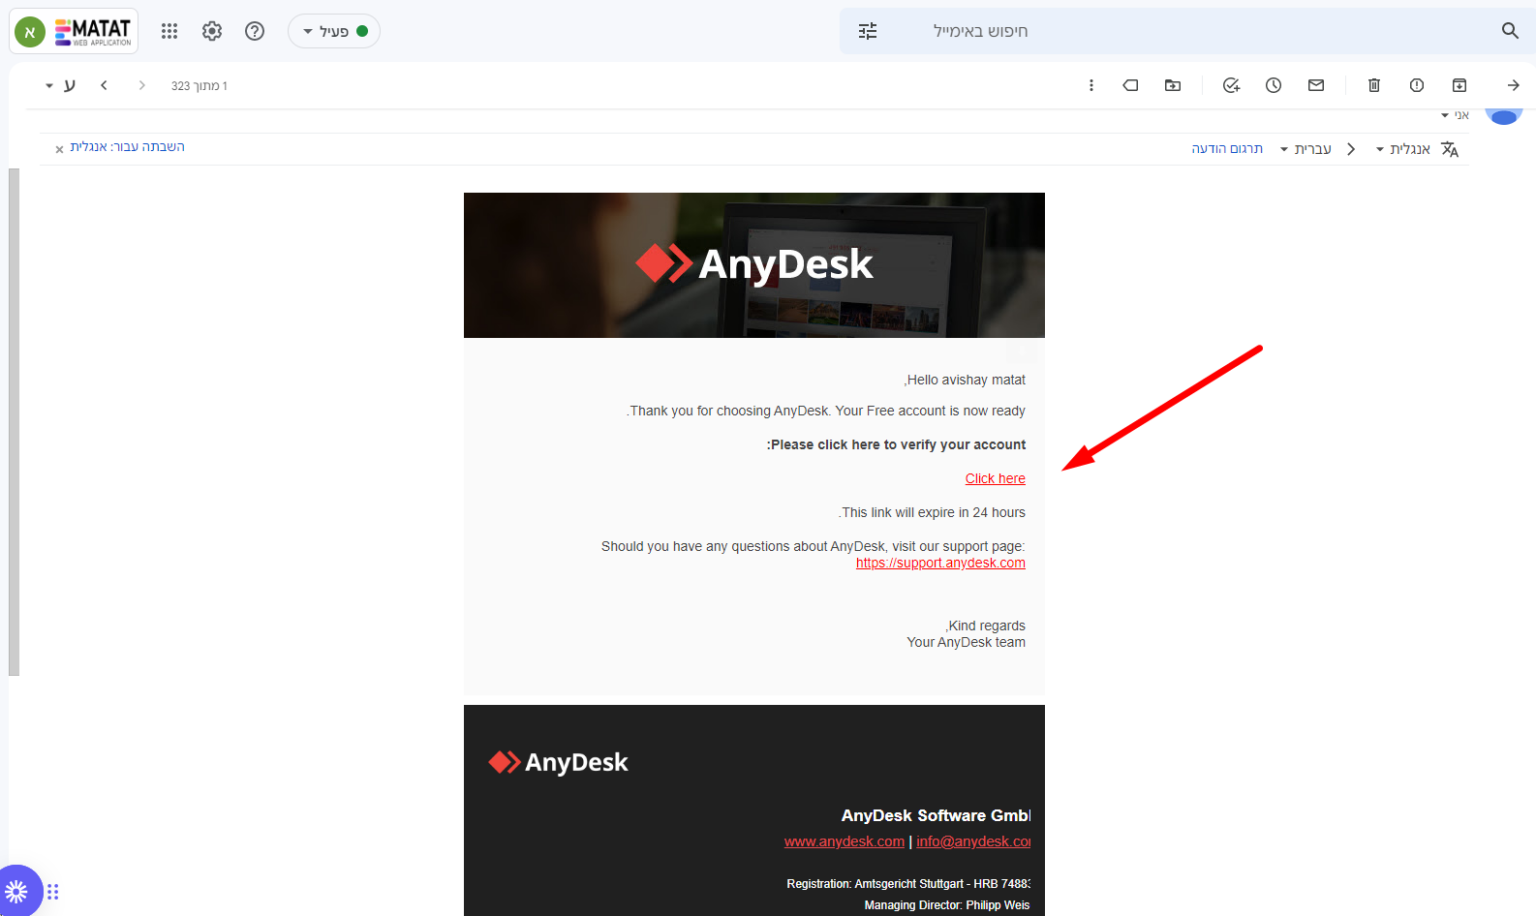 א MATAT
WEB APPLICATION
פעיל
חיפוש באימייל
ע
1 מתוך 323
אני
אנגלית
עברית
תרגום הודעה
השבתה עבור: אנגלית
AnyDesk
,Hello avishay matat
.Thank you for choosing AnyDesk. Your Free account is now ready
:Please click here to verify your account
Click here
.This link will expire in 24 hours
Should you have any questions about AnyDesk, visit our support page:
https://support.anydesk.com
,Kind regards
Your AnyDesk team
AnyDesk
AnyDesk Software Gmb
www.anydesk.com | info@anydesk.co
Registration: Amtsgericht Stuttgart - HRB 7488
Managing Director: Philipp Weis